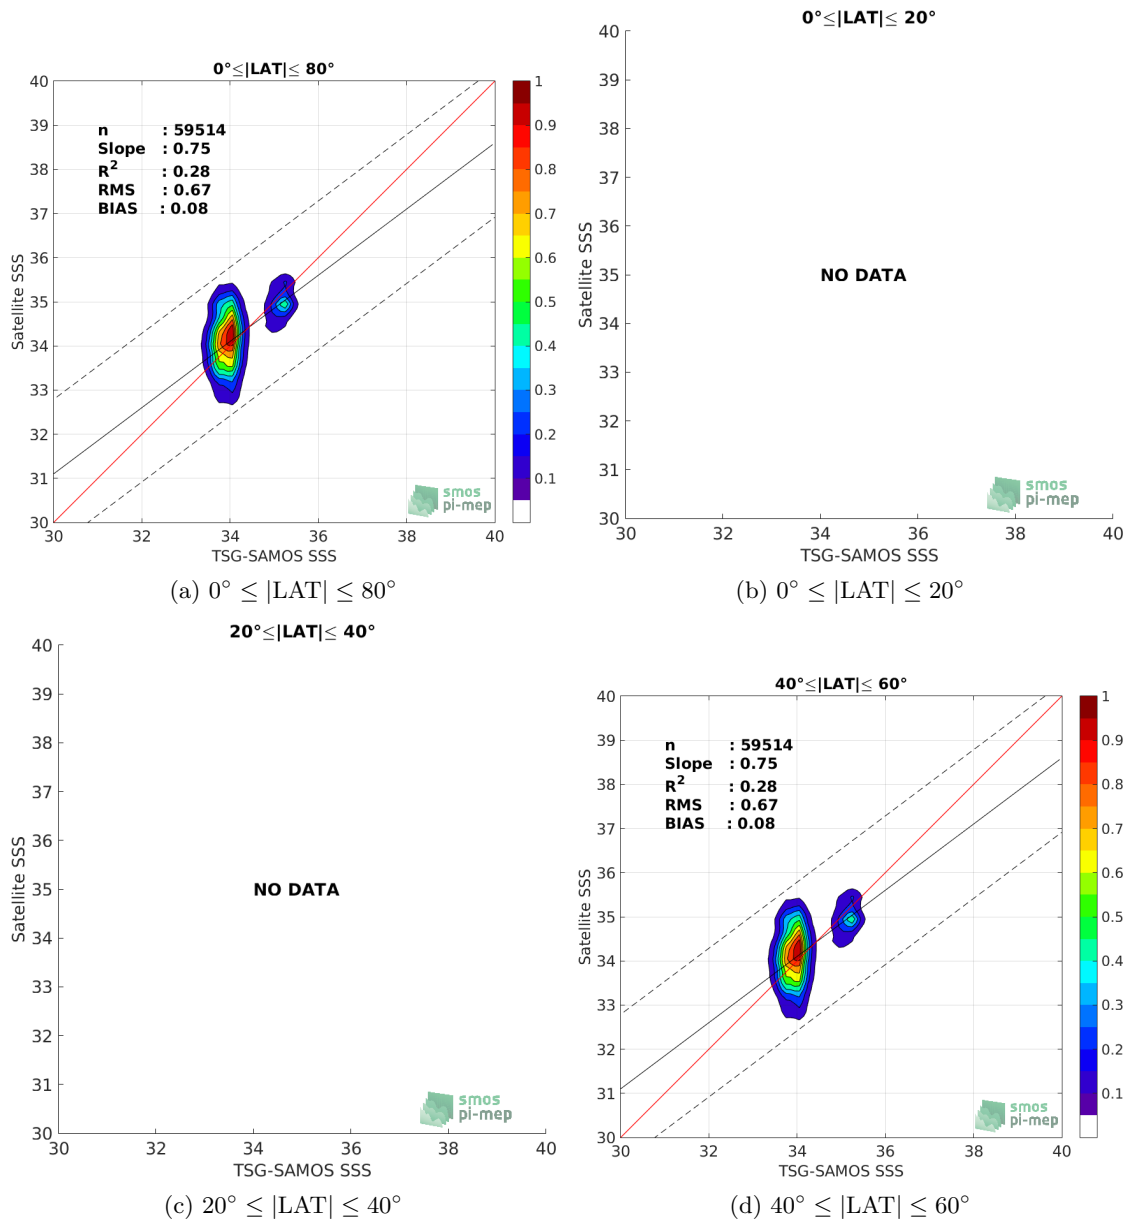 0°≤|LAT|≤ 80°
40
39
38
37
36
35
34
33
32
31
30
Satellite SSS
n : 59514
Slope : 0.75
R² : 0.28
RMS : 0.67
BIAS : 0.08
smos
pi-mep
30 32 34 36 38 40
TSG-SAMOS SSS
1
0.9
0.8
0.7
0.6
0.5
0.4
0.3
0.2
0.1
(a) 0° ≤ |LAT| ≤ 80°
0°≤|LAT|≤ 20°
40
39
38
37
36
35
34
33
32
31
30
Satellite SSS
NO DATA
smos
pi-mep
30 32 34 36 38 40
TSG-SAMOS SSS
(b) 0° ≤ |LAT| ≤ 20°
20°≤|LAT|≤ 40°
40
39
38
37
36
35
34
33
32
31
30
Satellite SSS
NO DATA
smos
pi-mep
30 32 34 36 38 40
TSG-SAMOS SSS
(c) 20° ≤ |LAT| ≤ 40°
40°≤|LAT|≤ 60°
40
39
38
37
36
35
34
33
32
31
30
Satellite SSS
n : 59514
Slope : 0.75
R² : 0.28
RMS : 0.67
BIAS : 0.08
smos
pi-mep
30 32 34 36 38 40
TSG-SAMOS SSS
1
0.9
0.8
0.7
0.6
0.5
0.4
0.3
0.2
0.1
(d) 40° ≤ |LAT| ≤ 60°